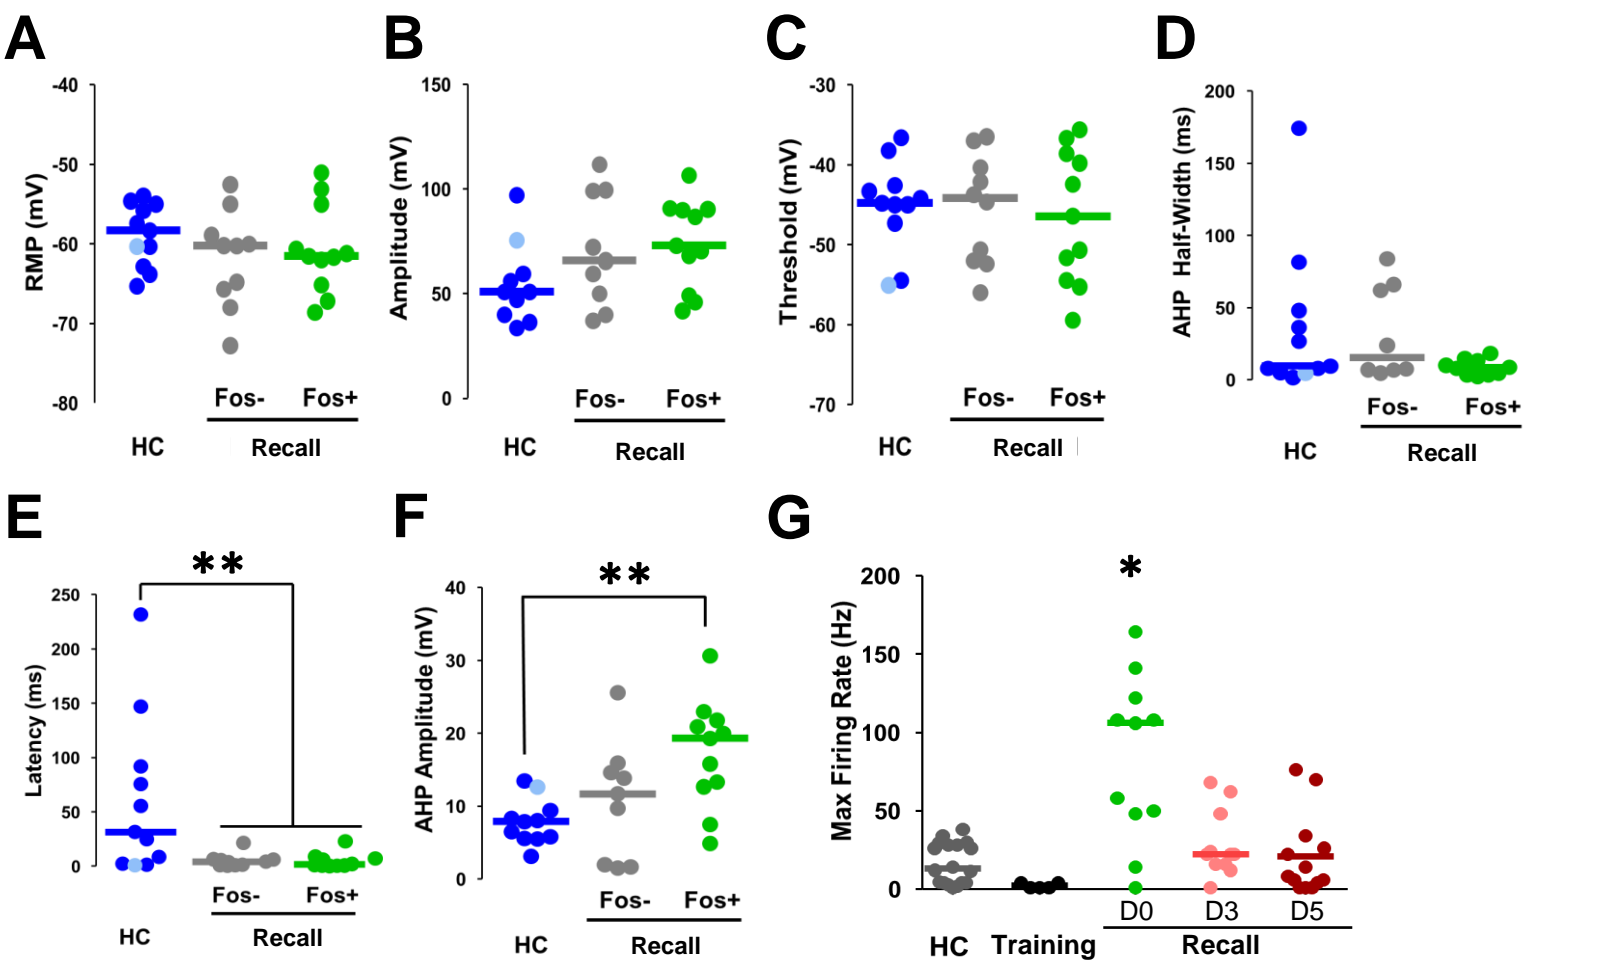 A
B
C
D
RMP (mV)
-40
-50
-60
-70
-80
Fos-
Fos+
HC
Recall
Amplitude (mV)
150
100
50
0
Fos-
Fos+
HC
Recall
Threshold (mV)
-30
-40
-50
-60
-70
Fos-
Fos+
HC
Recall
AHP Half-Width (ms)
200
150
100
50
0
Fos-
Fos+
HC
Recall
E
F
G
Latency (ms)
250
200
150
100
50
0
**
Fos-
Fos+
HC
Recall
AHP Amplitude (mV)
40
30
20
10
0
**
Fos-
Fos+
HC
Recall
Max Firing Rate (Hz)
200
150
100
50
0
*
D0
D3
D5
HC
Training
Recall